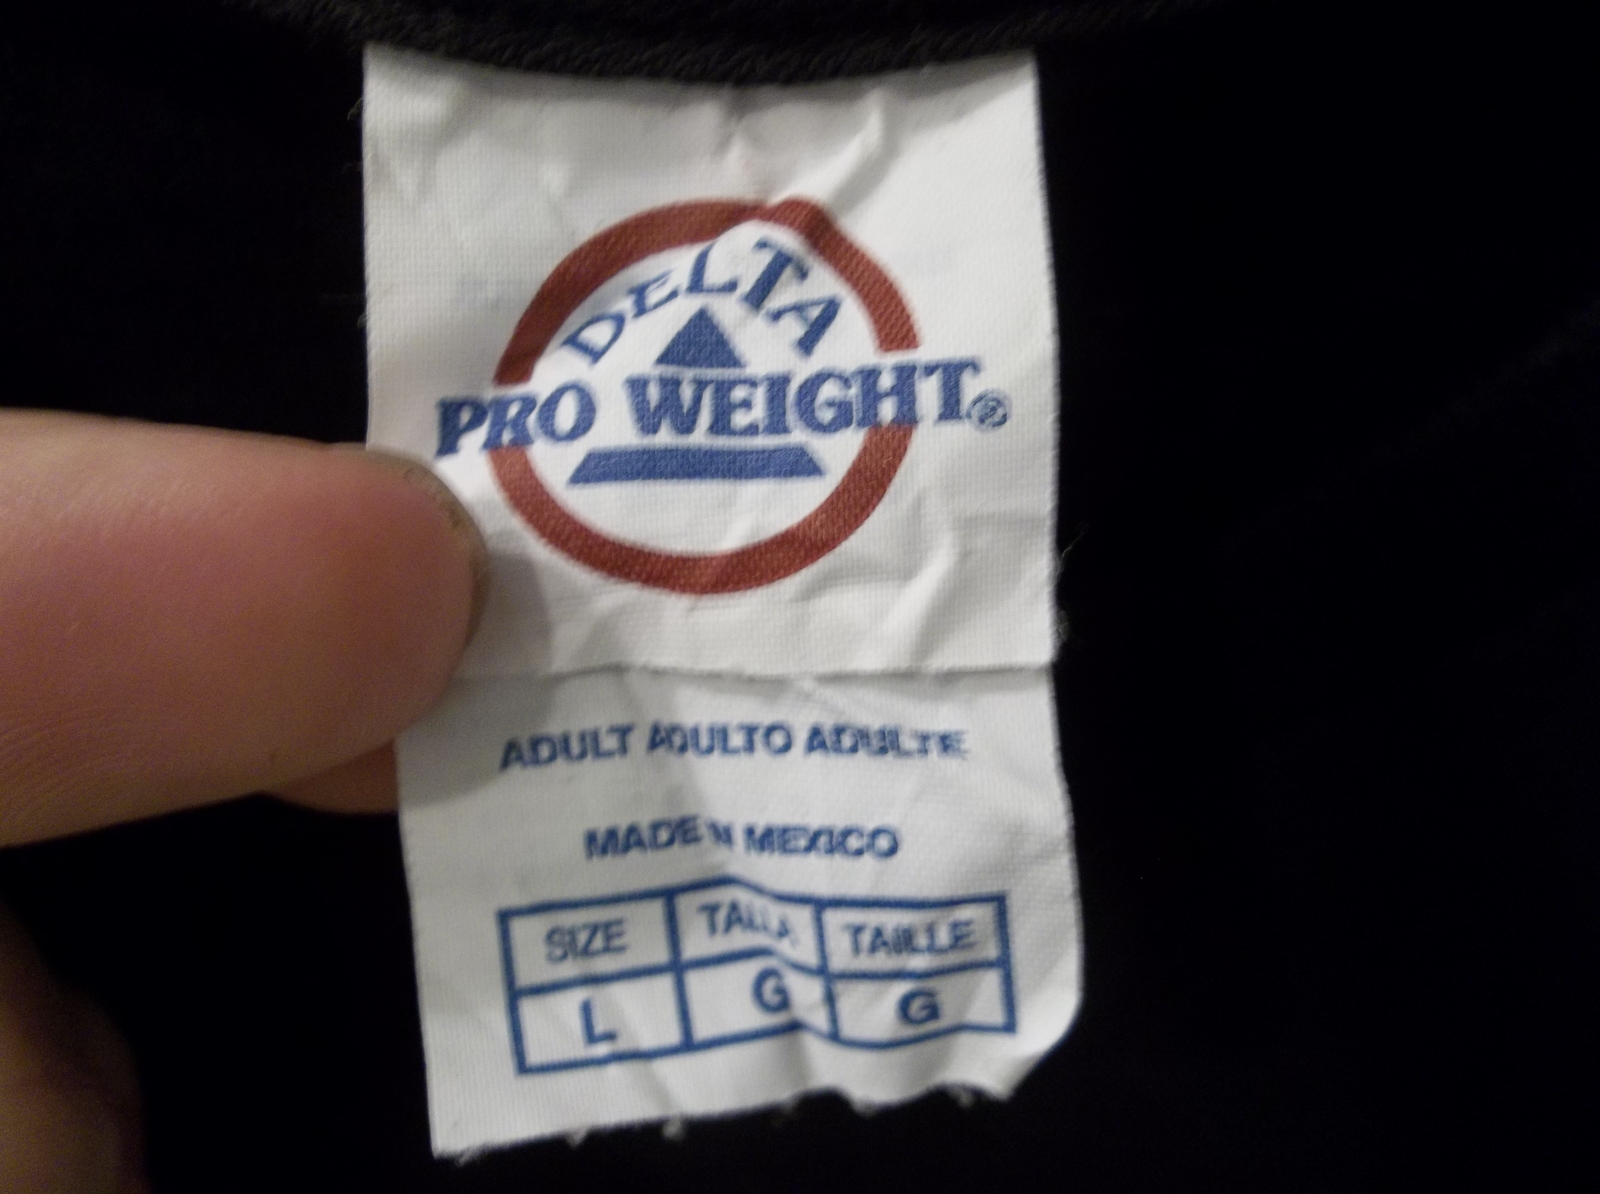 DELTA
PRO WEIGHT®
ADULT ADULTO ADULTE
MADE IN MEXICO
SIZE TALLA TAILLE
L G G